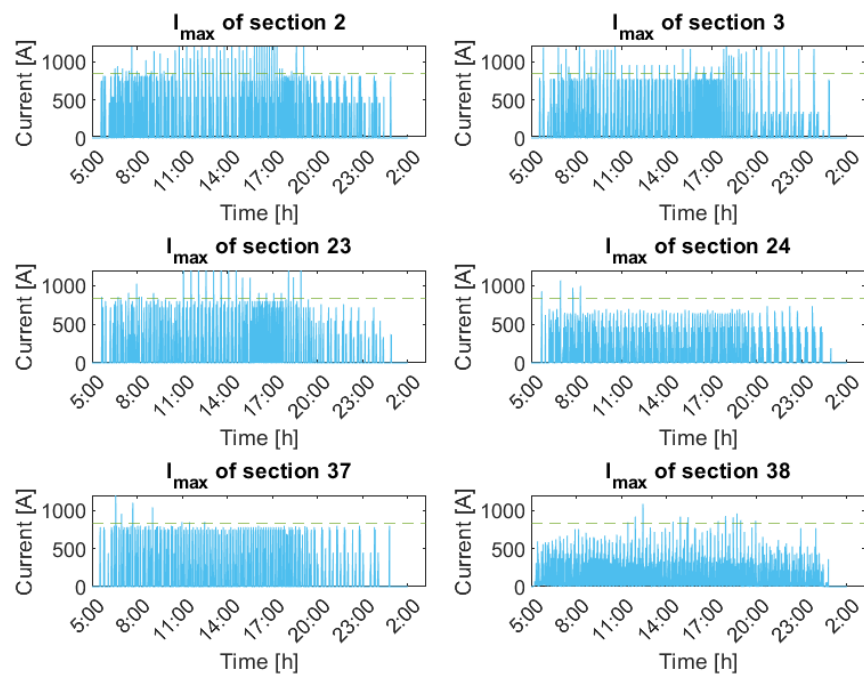 I_max of section 2
Current [A]
1000
500
0
5:00 8:00 11:00 14:00 17:00 20:00 23:00 2:00
Time [h]
I_max of section 3
Current [A]
1000
500
0
5:00 8:00 11:00 14:00 17:00 20:00 23:00 2:00
Time [h]
I_max of section 23
Current [A]
1000
500
0
5:00 8:00 11:00 14:00 17:00 20:00 23:00 2:00
Time [h]
I_max of section 24
Current [A]
1000
500
0
5:00 8:00 11:00 14:00 17:00 20:00 23:00 2:00
Time [h]
I_max of section 37
Current [A]
1000
500
0
5:00 8:00 11:00 14:00 17:00 20:00 23:00 2:00
Time [h]
I_max of section 38
Current [A]
1000
500
0
5:00 8:00 11:00 14:00 17:00 20:00 23:00 2:00
Time [h]